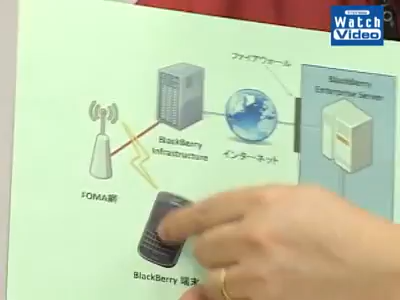 Watch
Video
ファイアウォール
BlackBerry
Enterprise Server
BlackBerry
Infrastructure
インターネット
FOMA網
BlackBerry 端末